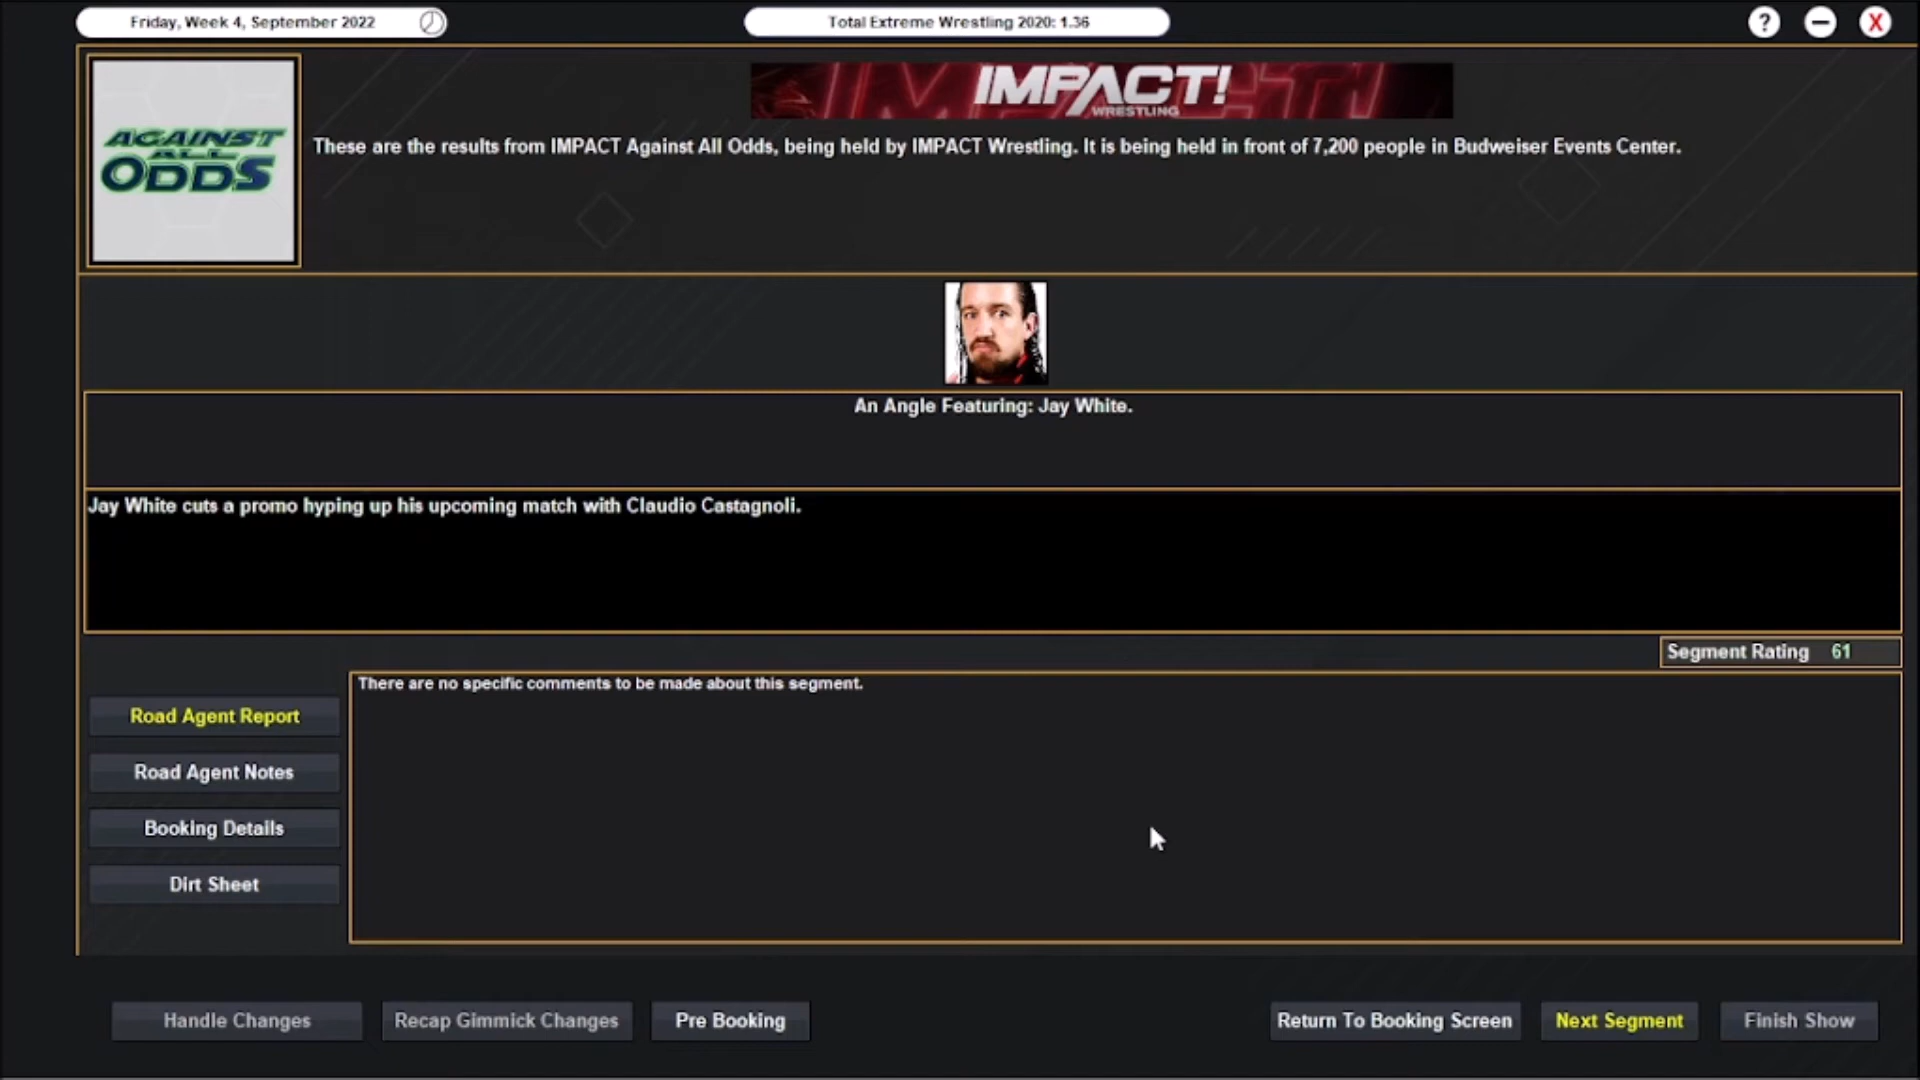 Friday, Week 4, September 2022
Total Extreme Wrestling 2020: 1.36
?
X
IMPACT!
WRESTLING
AGAINST
ALL
ODDS
These are the results from IMPACT Against All Odds, being held by IMPACT Wrestling. It is being held in front of 7,200 people in Budweiser Events Center.
An Angle Featuring: Jay White.
Jay White cuts a promo hyping up his upcoming match with Claudio Castagnoli.
Segment Rating 61
There are no specific comments to be made about this segment.
Road Agent Report
Road Agent Notes
Booking Details
Dirt Sheet
Handle Changes
Recap Gimmick Changes
Pre Booking
Return To Booking Screen
Next Segment
Finish Show